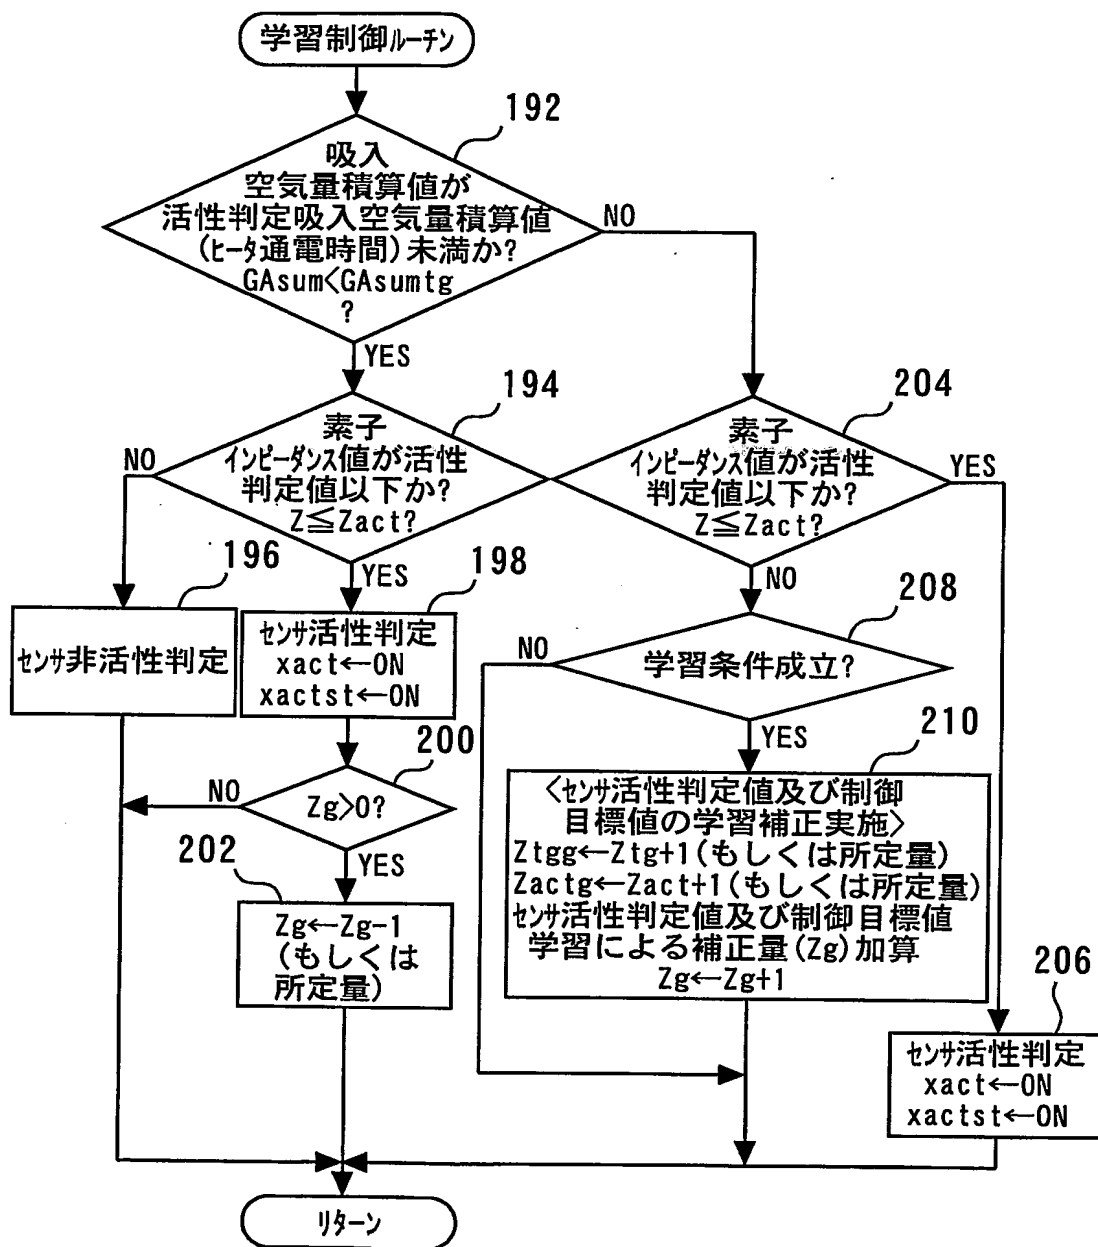 学習制御ルーチン
192
吸入
空気量積算値が
活性判定吸入空気量積算値
(ヒータ通電時間)未満か?
GAsum<GAsumtg
?
NO
YES
194
素子
インピーダンス値が活性
判定値以下か?
Z≦Zact?
NO
YES
204
素子
インピーダンス値が活性
判定値以下か?
Z≦Zact?
YES
NO
196
センサ非活性判定
198
センサ活性判定
xact←ON
xactst←ON
208
学習条件成立?
NO
YES
200
Zg>0?
NO
YES
202
Zg←Zg-1
(もしくは
所定量)
210
<センサ活性判定値及び制御
目標値の学習補正実施>
Ztgg←Ztg+1(もしくは所定量)
Zactg←Zact+1(もしくは所定量)
センサ活性判定値及び制御目標値
学習による補正量(Zg)加算
Zg←Zg+1
206
センサ活性判定
xact←ON
xactst←ON
リターン